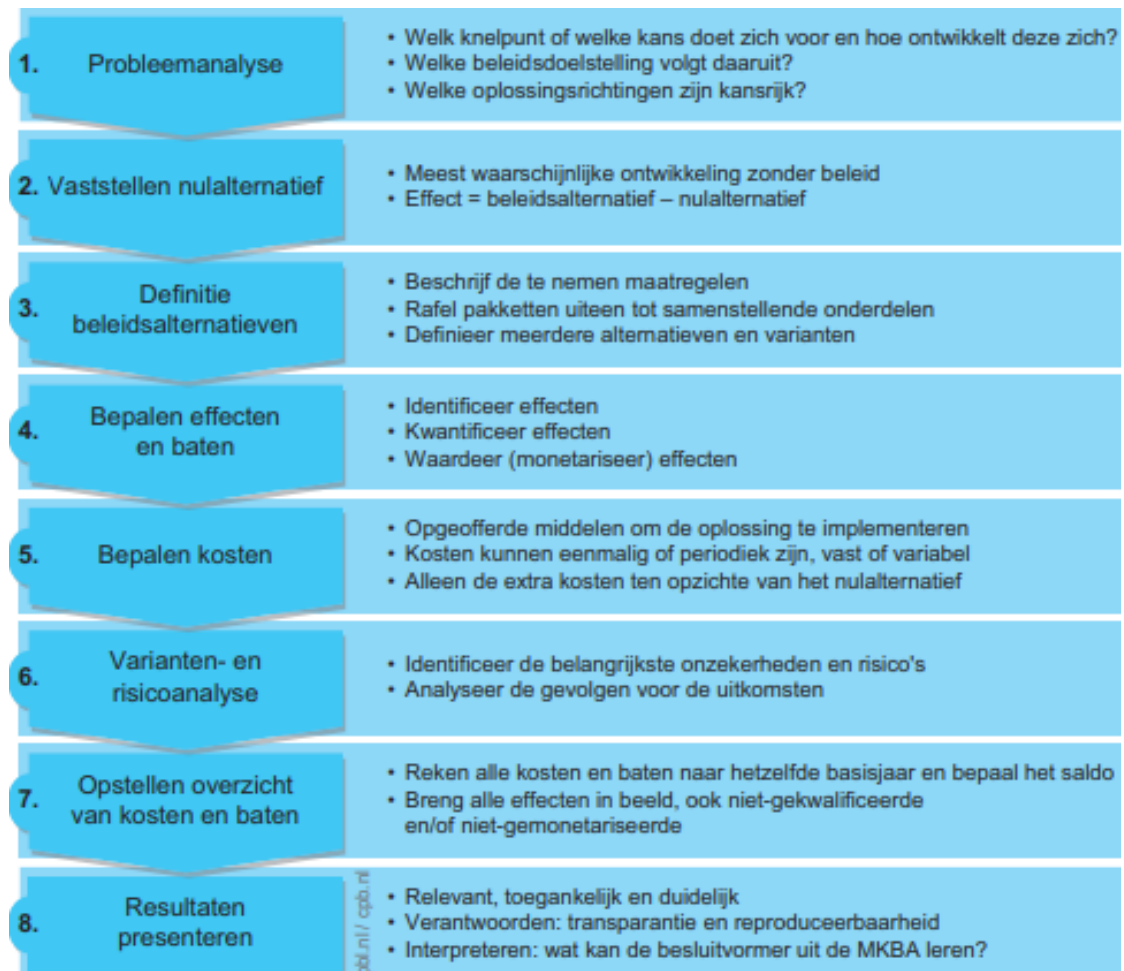 1. Probleemanalyse
• Welk knelpunt of welke kans doet zich voor en hoe ontwikkelt deze zich?
• Welke beleidsdoelstelling volgt daaruit?
• Welke oplossingsrichtingen zijn kansrijk?
2. Vaststellen nulalternatief
• Meest waarschijnlijke ontwikkeling zonder beleid
• Effect = beleidsalternatief – nulalternatief
3. Definitie
beleidsalternatieven
• Beschrijf de te nemen maatregelen
• Rafel pakketten uiteen tot samenstellende onderdelen
• Definieer meerdere alternatieven en varianten
4. Bepalen effecten
en baten
• Identificeer effecten
• Kwantificeer effecten
• Waardeer (monetariseer) effecten
5. Bepalen kosten
• Opgeofferde middelen om de oplossing te implementeren
• Kosten kunnen eenmalig of periodiek zijn, vast of variabel
• Alleen de extra kosten ten opzichte van het nulalternatief
6. Varianten- en
risicoanalyse
• Identificeer de belangrijkste onzekerheden en risico's
• Analyseer de gevolgen voor de uitkomsten
7. Opstellen overzicht
van kosten en baten
• Reken alle kosten en baten naar hetzelfde basisjaar en bepaal het saldo
• Breng alle effecten in beeld, ook niet-gekwalificeerde
en/of niet-gemonetariseerde
8. Resultaten
presenteren
• Relevant, toegankelijk en duidelijk
• Verantwoorden: transparantie en reproduceerbaarheid
• Interpreteren: wat kan de besluitvormer uit de MKBA leren?
pbl.nl / cpb.nl